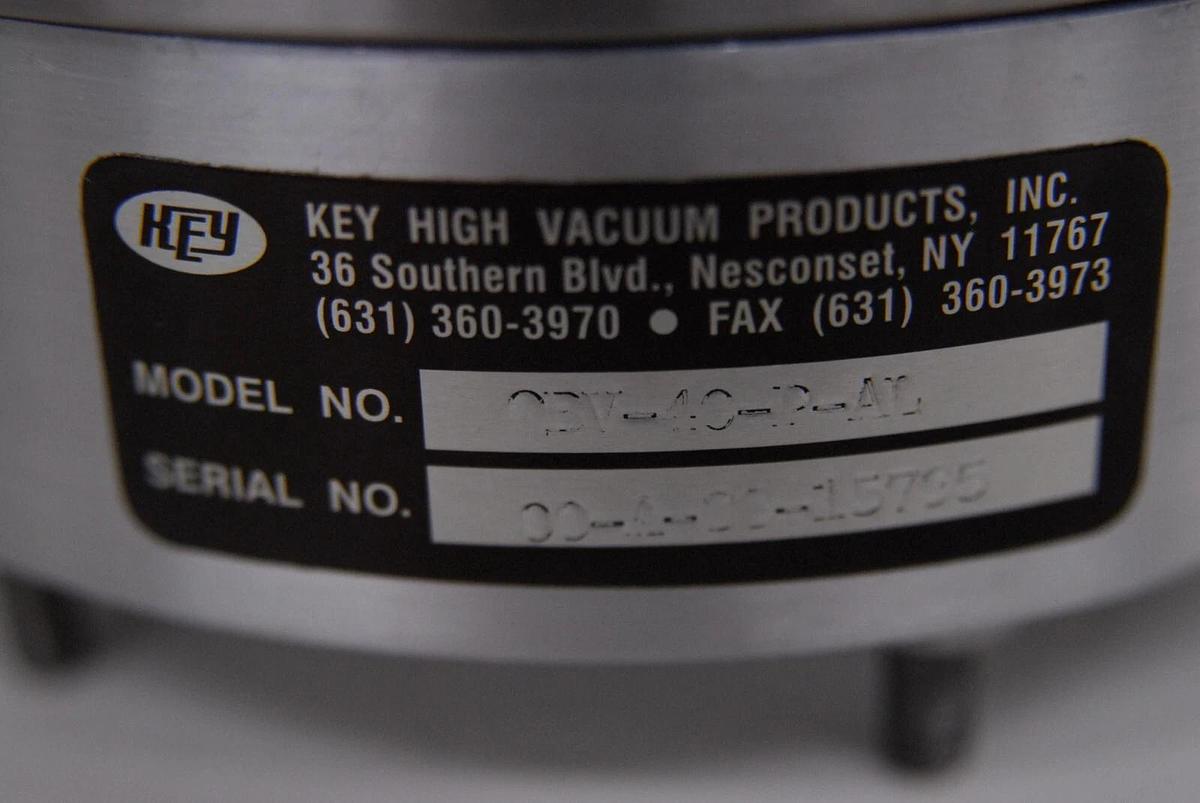 KEY
KEY HIGH VACUUM PRODUCTS, INC.
36 Southern Blvd., Nesconset, NY 11767
(631) 360-3970 ● FAX (631) 360-3973
MODEL NO.
SERIAL NO.